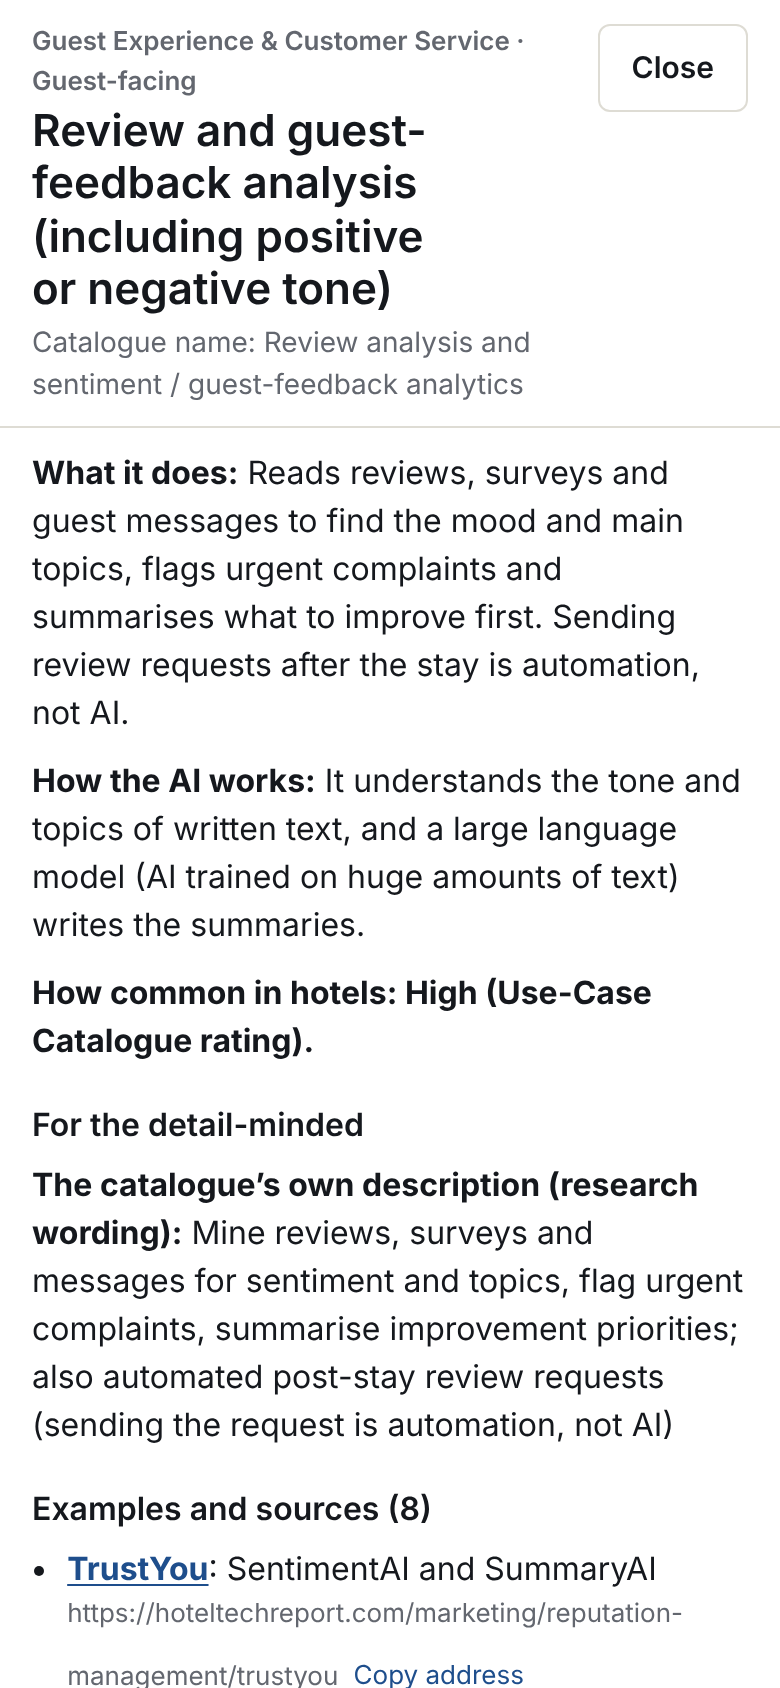 Guest Experience & Customer Service ·
Guest-facing
Close
Review and guest-
feedback analysis
(including positive
or negative tone)
Catalogue name: Review analysis and
sentiment / guest-feedback analytics
What it does: Reads reviews, surveys and
guest messages to find the mood and main
topics, flags urgent complaints and
summarises what to improve first. Sending
review requests after the stay is automation,
not AI.
How the AI works: It understands the tone and
topics of written text, and a large language
model (AI trained on huge amounts of text)
writes the summaries.
How common in hotels: High (Use-Case
Catalogue rating).
For the detail-minded
The catalogue’s own description (research
wording): Mine reviews, surveys and
messages for sentiment and topics, flag urgent
complaints, summarise improvement priorities;
also automated post-stay review requests
(sending the request is automation, not AI)
Examples and sources (8)
• TrustYou: SentimentAI and SummaryAI
https://hoteltechreport.com/marketing/reputation-
management/trustyou Copy address